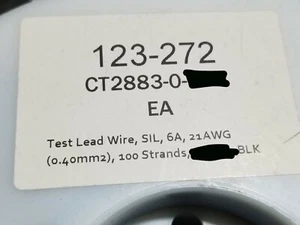 123-272
CT2883-0-
EA
Test Lead Wire, SIL, 6A, 21AWG
(0.40mm2), 100 Strands, BLK